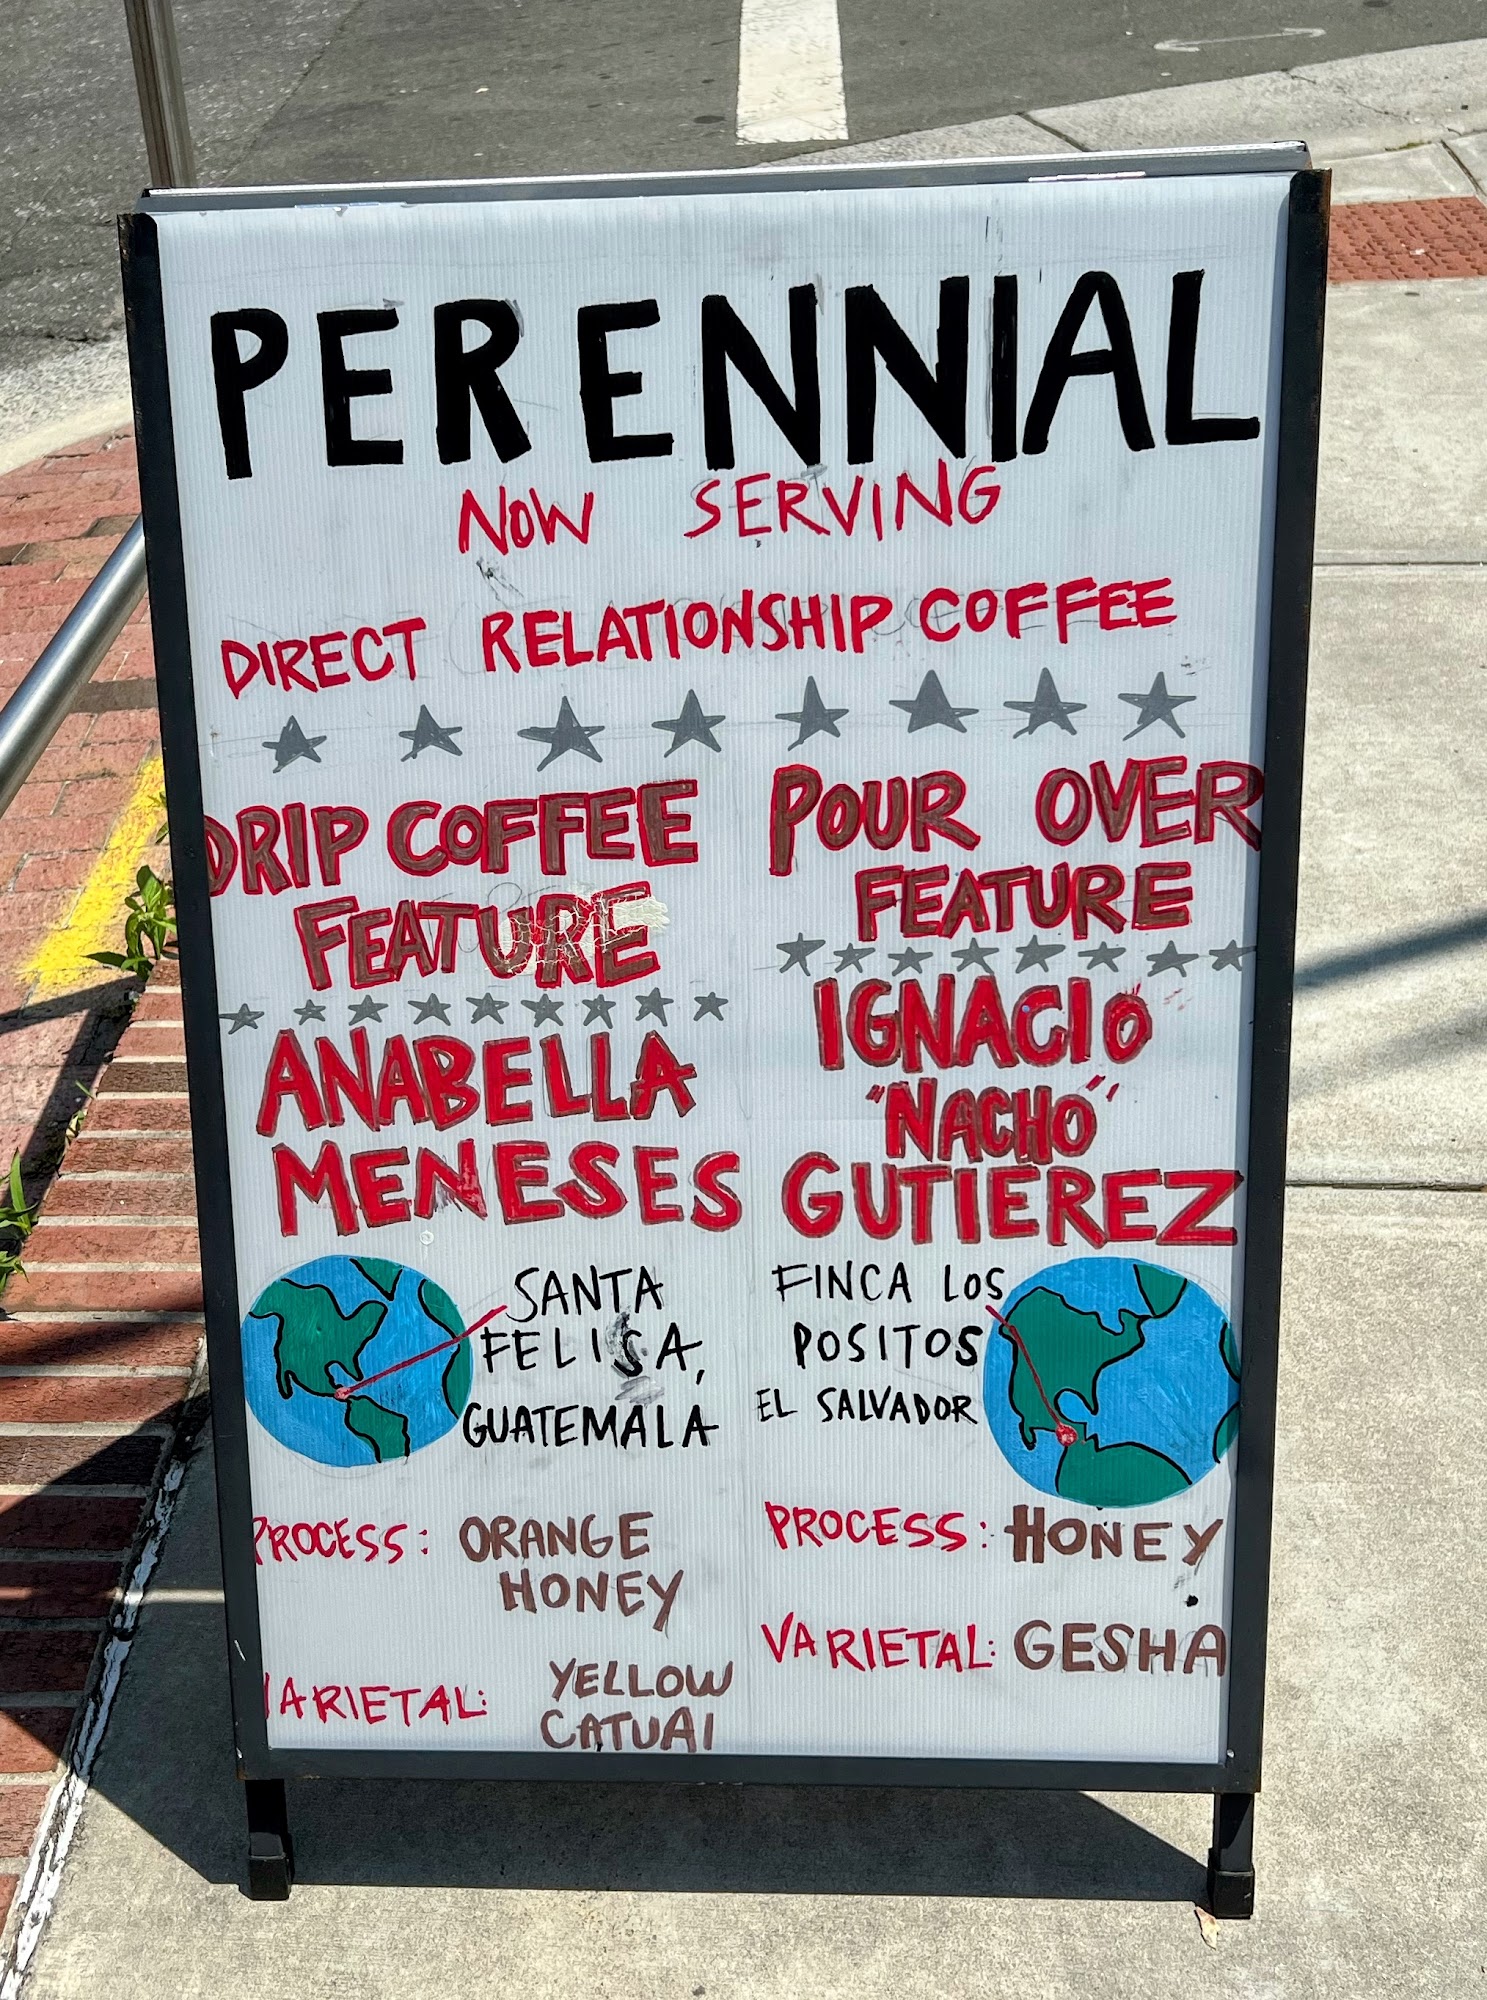 PERENNIAL
NOW SERVING
DIRECT RELATIONSHIP COFFEE
DRIP COFFEE
FEATURE
ANABELLA
MENESES
SANTA
FELISA,
GUATEMALA
PROCESS: ORANGE
HONEY
VARIETAL: YELLOW
CATUAI
POUR OVER
FEATURE
IGNACIO
"NACHO"
GUTIEREZ
FINCA LOS
POSITOS
EL SALVADOR
PROCESS: HONEY
VARIETAL: GESHA